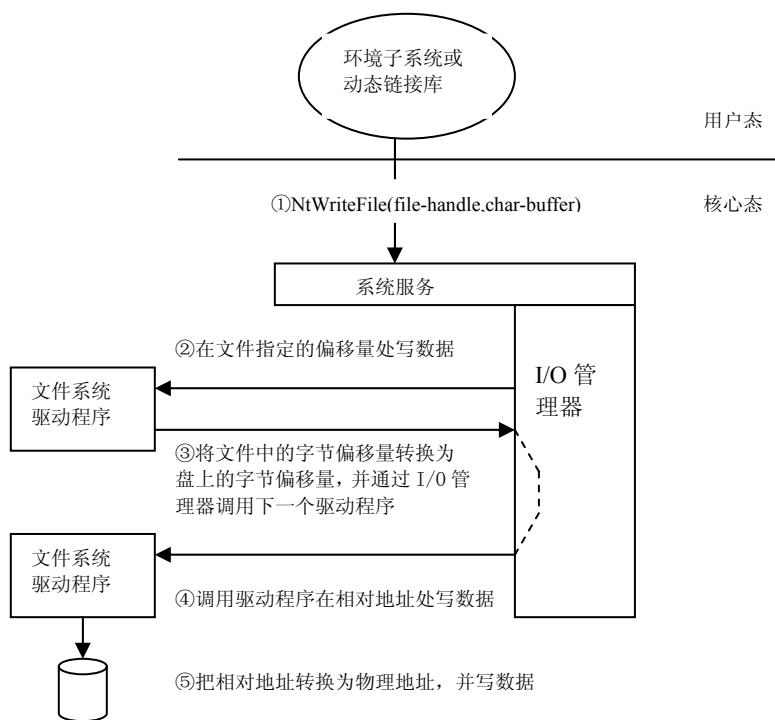 环境子系统或
动态链接库
用户态
①NtWriteFile(file-handle,char-buffer)
核心态
系统服务
②在文件指定的偏移量处写数据
I/O 管
理器
文件系统
驱动程序
③将文件中的字节偏移量转换为
盘上的字节偏移量，并通过 I/O 管
理器调用下一个驱动程序
文件系统
驱动程序
④调用驱动程序在相对地址处写数据
⑤把相对地址转换为物理地址，并写数据